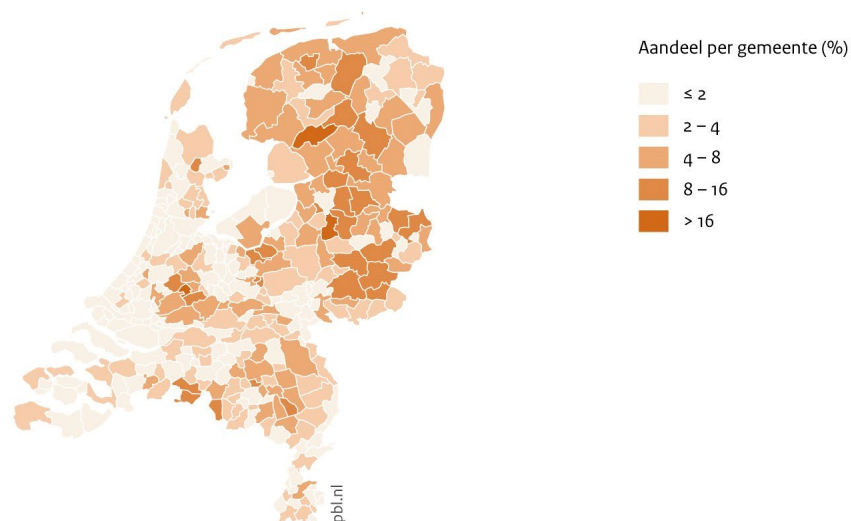 Aandeel per gemeente (%)
≤ 2
2 – 4
4 – 8
8 – 16
> 16
pbl.nl